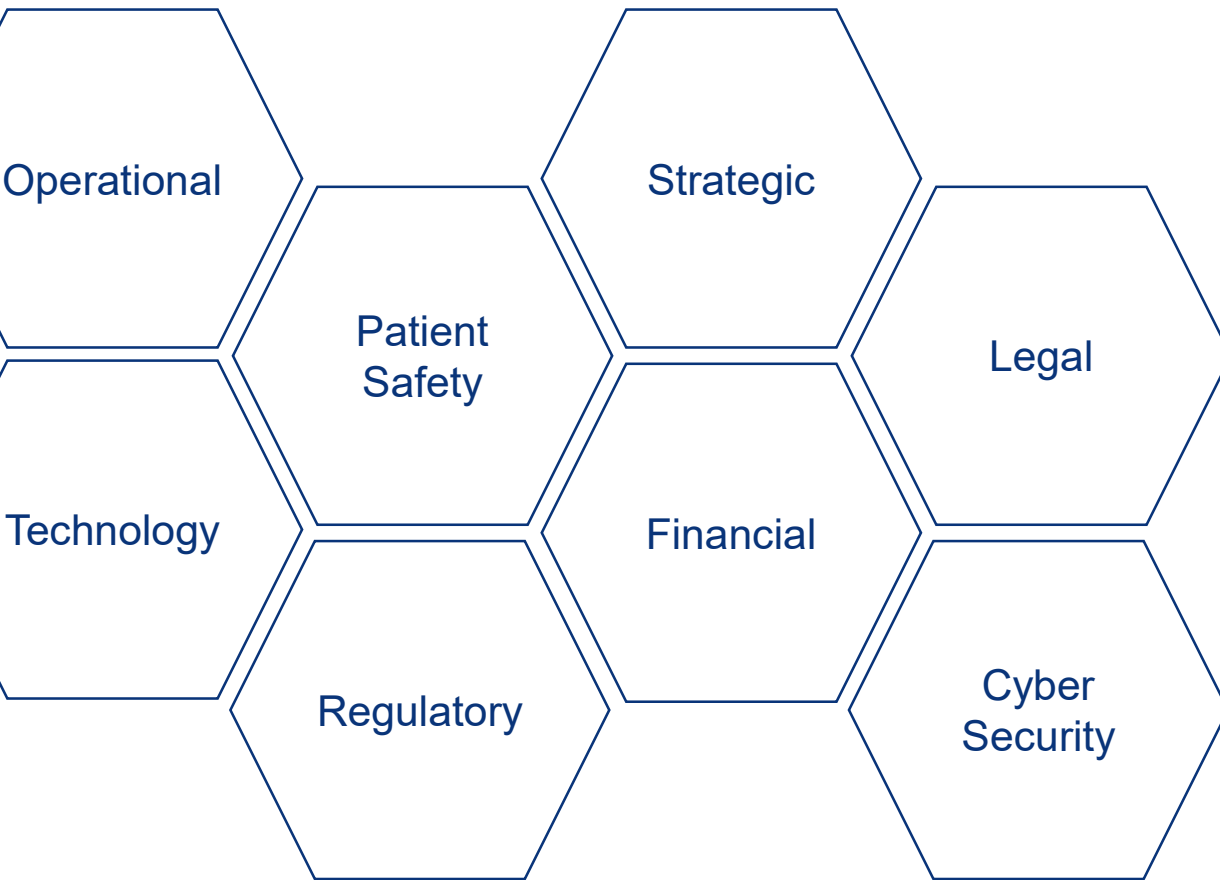 Operational
Strategic
Patient
Safety
Legal
Technology
Financial
Regulatory
Cyber
Security